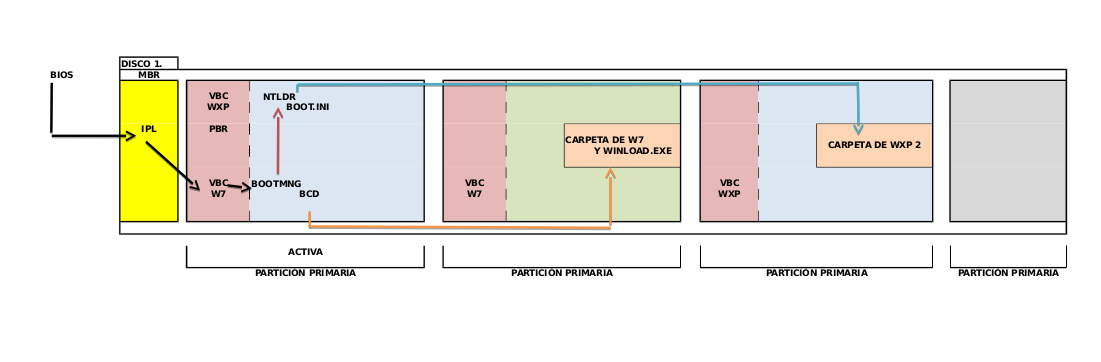 DISCO 1.
BIOS
MBR
IPL
VBC
WXP
PBR
VBC
W7
NTLDR
BOOT.INI
BOOTMNG
BCD
VBC
W7
CARPETA DE W7
Y WINLOAD.EXE
VBC
WXP
CARPETA DE WXP 2
ACTIVA
PARTICION PRIMARIA
PARTICION PRIMARIA
PARTICION PRIMARIA
PARTICION PRIMARIA